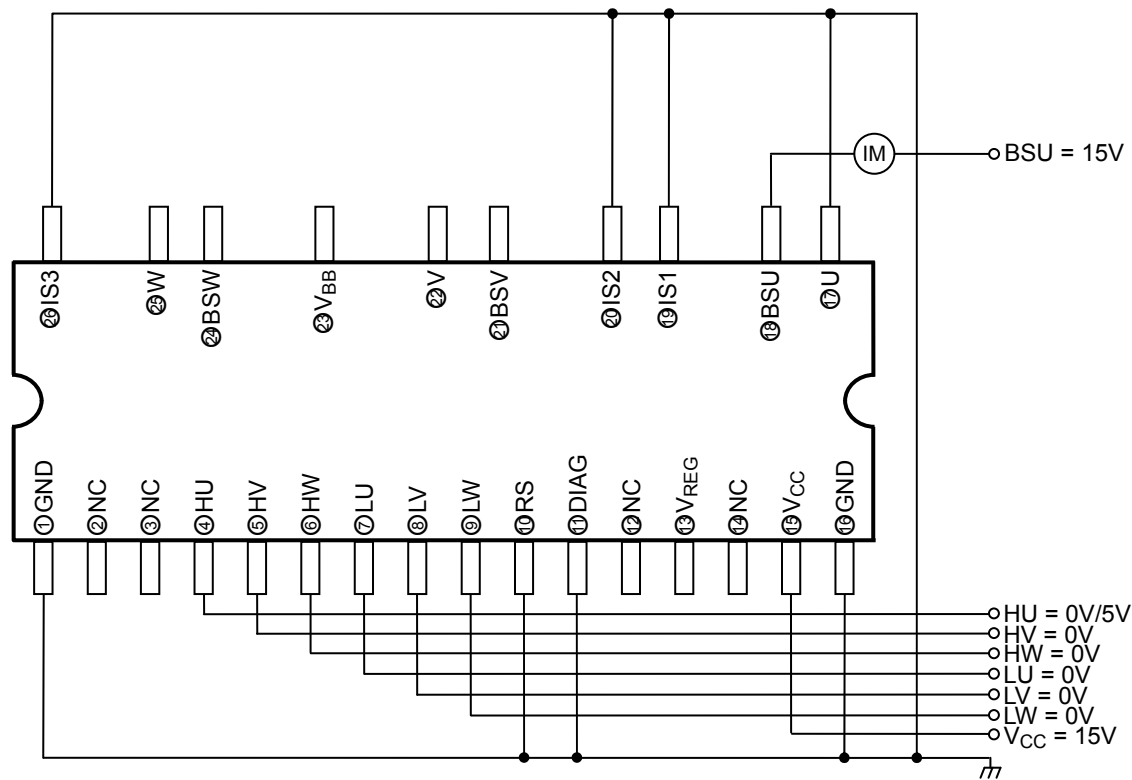 IM
BSU = 15V
㉖IS3
㉕W
㉔BSW
㉓VBB
㉒V
㉑BSV
⑳IS2
⑲IS1
⑱BSU
⑰U
①GND
②NC
③NC
④HU
⑤HV
⑥HW
⑦LU
⑧LV
⑨LW
⑩RS
⑪DIAG
⑫NC
⑬VREG
⑭NC
⑮VCC
⑯GND
HU = 0V/5V
HV = 0V
HW = 0V
LU = 0V
LV = 0V
LW = 0V
VCC = 15V